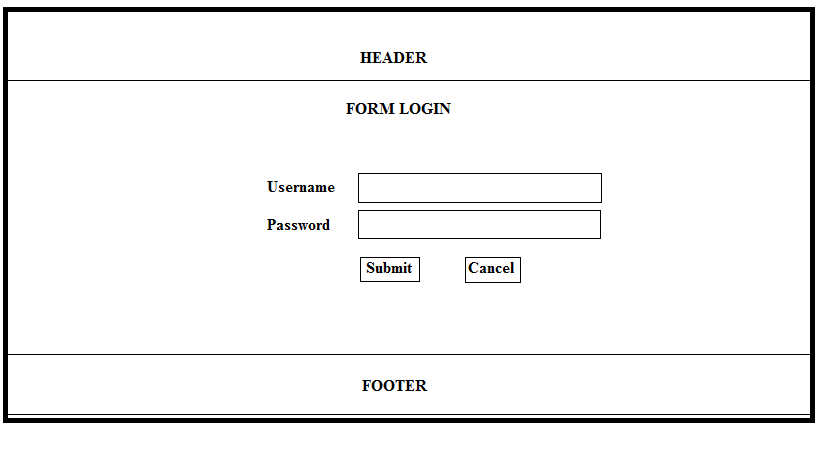 HEADER
FORM LOGIN
Username
Password
Submit Cancel
FOOTER